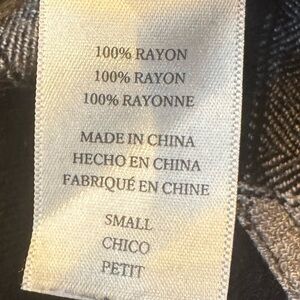 100% RAYON
100% RAYON
100% RAYONNE
MADE IN CHINA
HECHO EN CHINA
FABRIQUÉ EN CHINE
SMALL
CHICO
PETIT